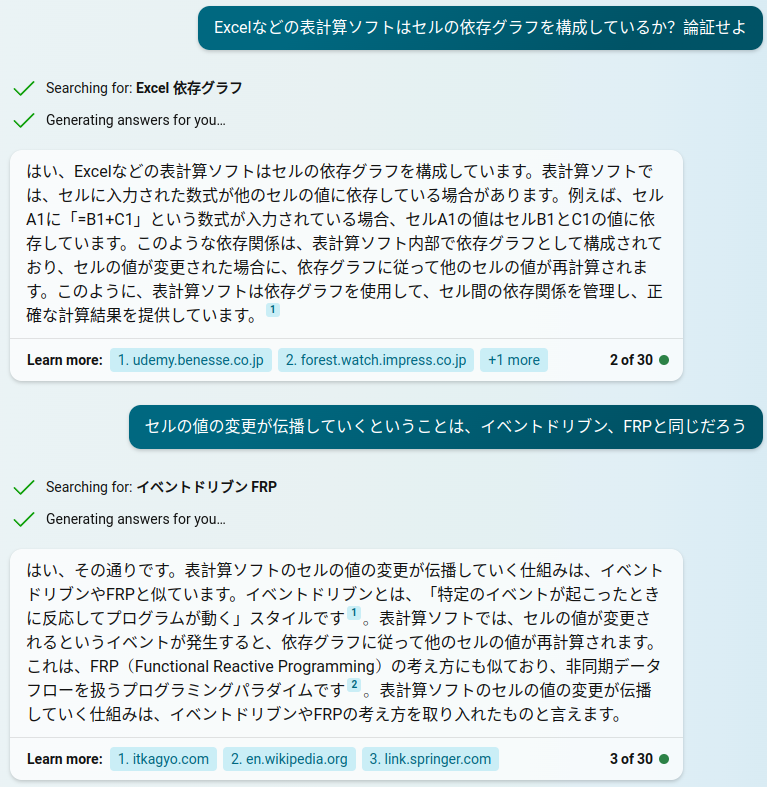 Excelなどの表計算ソフトはセルの依存グラフを構成しているか？論証せよ
Searching for: Excel 依存グラフ
Generating answers for you…
はい、Excelなどの表計算ソフトはセルの依存グラフを構成しています。表計算ソフトで
は、セルに入力された数式が他のセルの値に依存している場合があります。例えば、セル
A1に「=B1+C1」という数式が入力されている場合、セルA1の値はセルB1とC1の値に依
存しています。このような依存関係は、表計算ソフト内部で依存グラフとして構成されて
おり、セルの値が変更された場合に、依存グラフに従って他のセルの値が再計算されま
す。このように、表計算ソフトは依存グラフを使用して、セル間の依存関係を管理し、正
確な計算結果を提供しています。 1
Learn more: 1. udemy.benesse.co.jp 2. forest.watch.impress.co.jp +1 more 2 of 30
セルの値の変更が伝播していくということは、イベントドリブン、FRPと同じだろう
Searching for: イベントドリブン FRP
Generating answers for you…
はい、その通りです。表計算ソフトのセルの値の変更が伝播していく仕組みは、イベント
ドリブンやFRPと似ています。イベントドリブンとは、「特定のイベントが起こったとき
に反応してプログラムが動く」スタイルです 1 。表計算ソフトでは、セルの値が変更さ
れるというイベントが発生すると、依存グラフに従って他のセルの値が再計算されます。
これは、FRP（Functional Reactive Programming）の考え方にも似ており、非同期データ
フローを扱うプログラミングパラダイムです 2 。表計算ソフトのセルの値の変更が伝播
していく仕組みは、イベントドリブンやFRPの考え方を取り入れたものと言えます。
Learn more: 1. itkagyo.com 2. en.wikipedia.org 3. link.springer.com 3 of 30